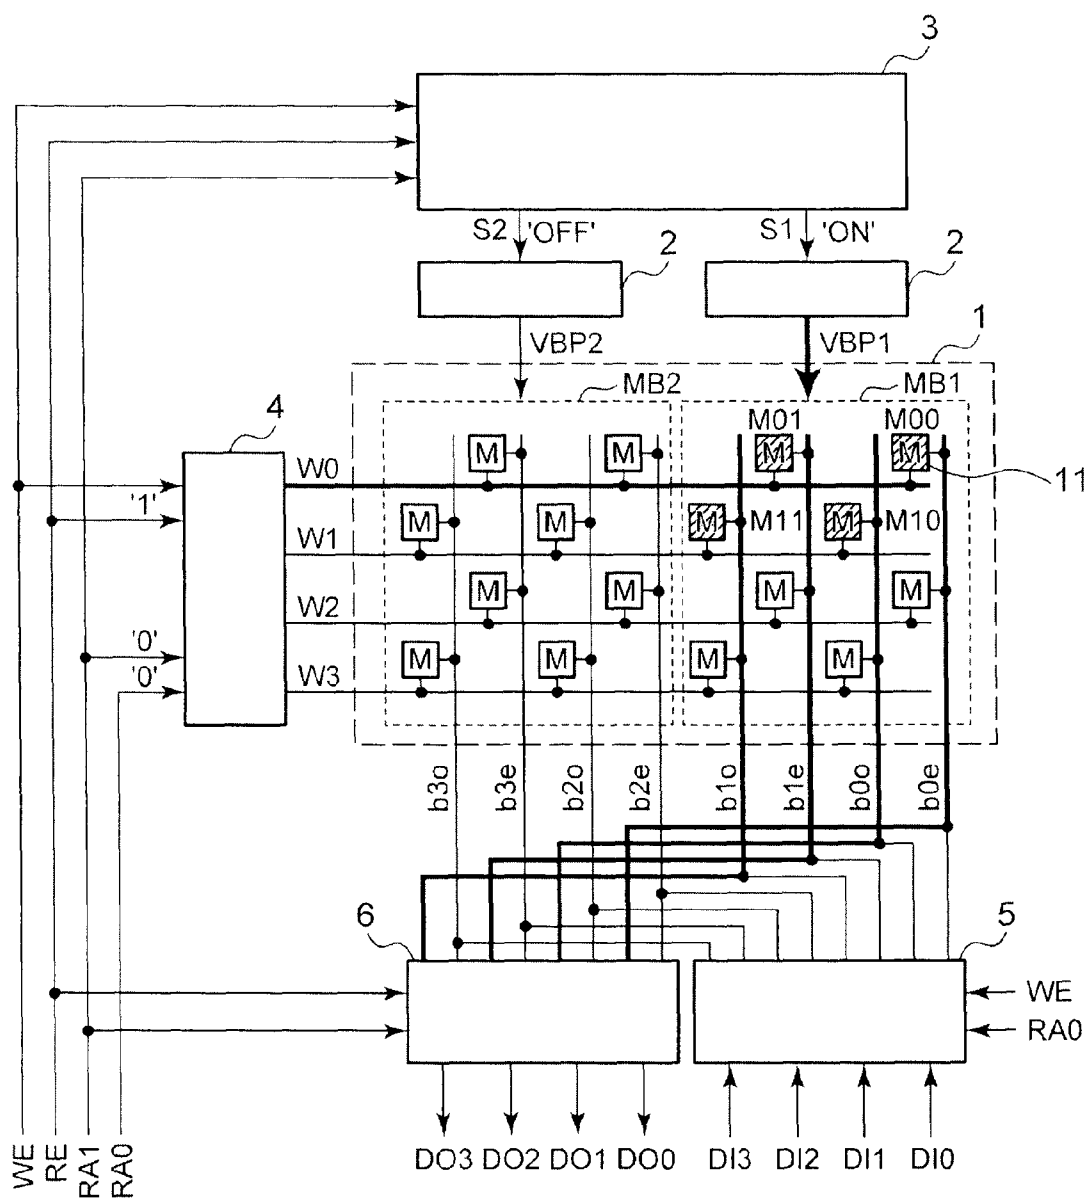 3
S2 'OFF' S1 'ON'
2 2
VBP2 VBP1 1
MB2 MB1
4 M01 M00
W0 M M M M 11
'1'
W1 M M M M11 M M10
W2 M M M M
'0'
'0'
W3 M M M M
b3o b3e b2o b2e b1o b1e b0o b0e
6 5
WE
RA0
WE RE RA1 RA0
DO3 DO2 DO1 DO0 DI3 DI2 DI1 DI0